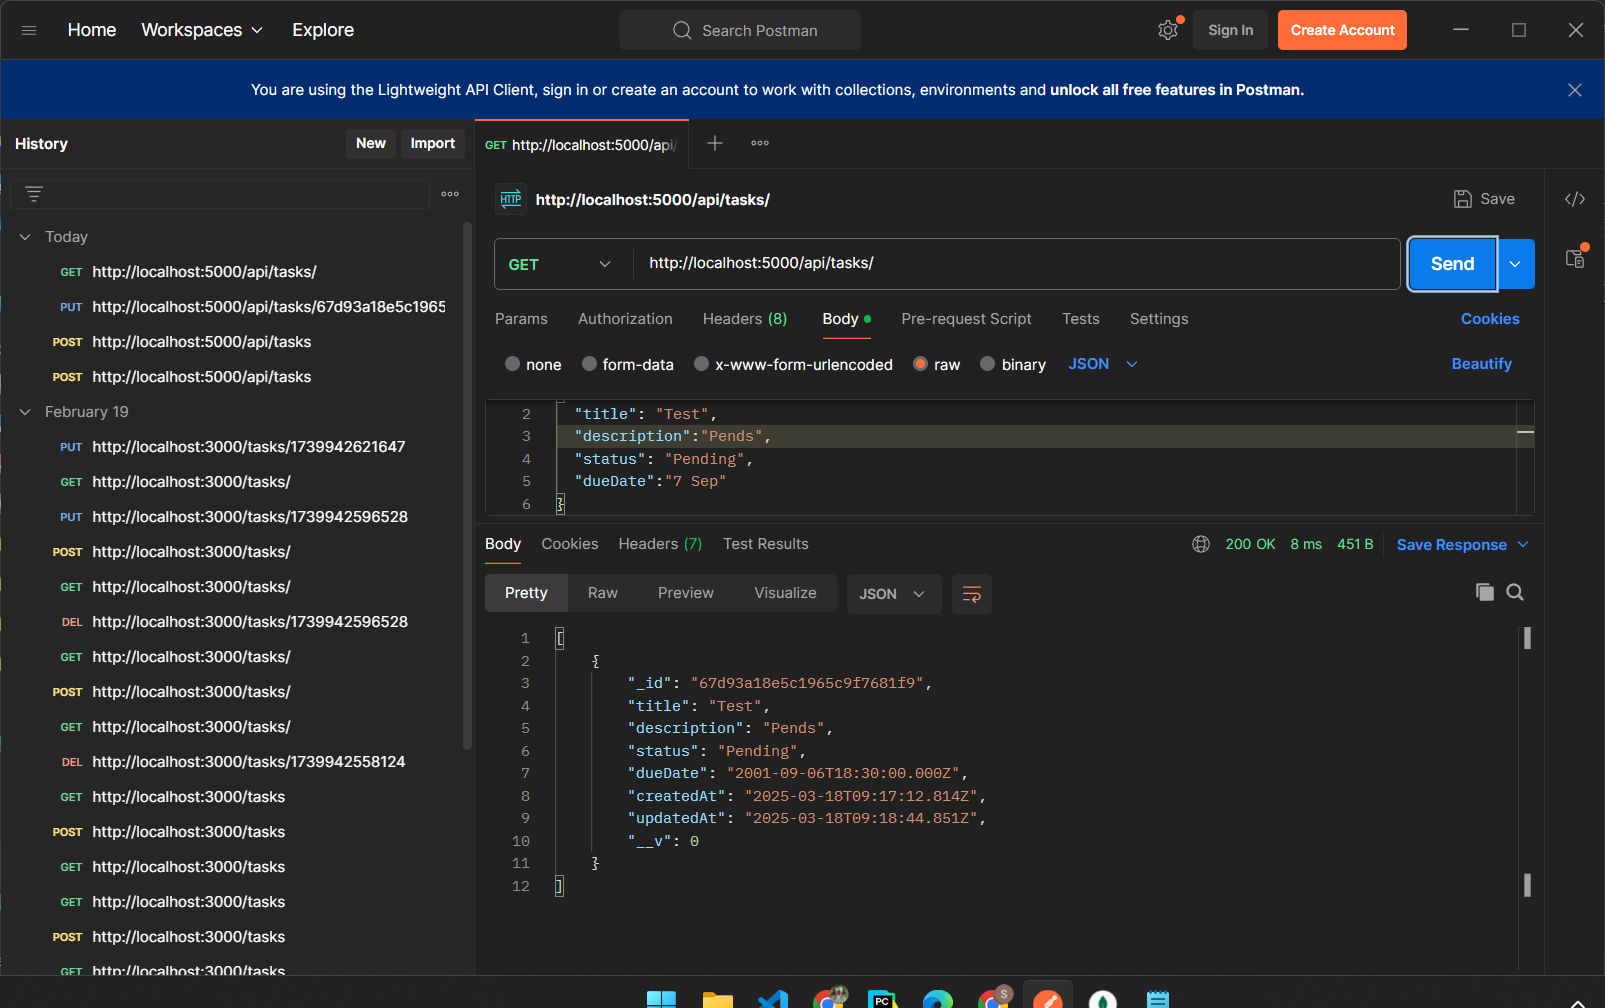 Home Workspaces Explore Search Postman Sign In Create Account
You are using the Lightweight API Client, sign in or create an account to work with collections, environments and unlock all free features in Postman.
History New Import
GET http://localhost:5000/api/
HTTP http://localhost:5000/api/tasks/ Save
GET http://localhost:5000/api/tasks/ Send
Params Authorization Headers (8) Body Pre-request Script Tests Settings Cookies
none form-data x-www-form-urlencoded raw binary JSON Beautify
2 "title": "Test",
3 "description":"Pends",
4 "status": "Pending",
5 "dueDate":"7 Sep"
6 }
Body Cookies Headers (7) Test Results 200 OK 8 ms 451 B Save Response
Pretty Raw Preview Visualize JSON
1 [
2 {
3 "_id": "67d93a18e5c1965c9f7681f9",
4 "title": "Test",
5 "description": "Pends",
6 "status": "Pending",
7 "dueDate": "2001-09-06T18:30:00.000Z",
8 "createdAt": "2025-03-18T09:17:12.814Z",
9 "updatedAt": "2025-03-18T09:18:44.851Z",
10 "__v": 0
11 }
12 ]
Today
GET http://localhost:5000/api/tasks/
PUT http://localhost:5000/api/tasks/67d93a18e5c1965
POST http://localhost:5000/api/tasks
POST http://localhost:5000/api/tasks
February 19
PUT http://localhost:3000/tasks/1739942621647
GET http://localhost:3000/tasks/
PUT http://localhost:3000/tasks/1739942596528
POST http://localhost:3000/tasks/
GET http://localhost:3000/tasks/
DEL http://localhost:3000/tasks/1739942596528
GET http://localhost:3000/tasks/
POST http://localhost:3000/tasks/
GET http://localhost:3000/tasks/
DEL http://localhost:3000/tasks/1739942558124
GET http://localhost:3000/tasks
POST http://localhost:3000/tasks
GET http://localhost:3000/tasks
GET http://localhost:3000/tasks
POST http://localhost:3000/tasks
GET http://localhost:3000/tasks
PC S